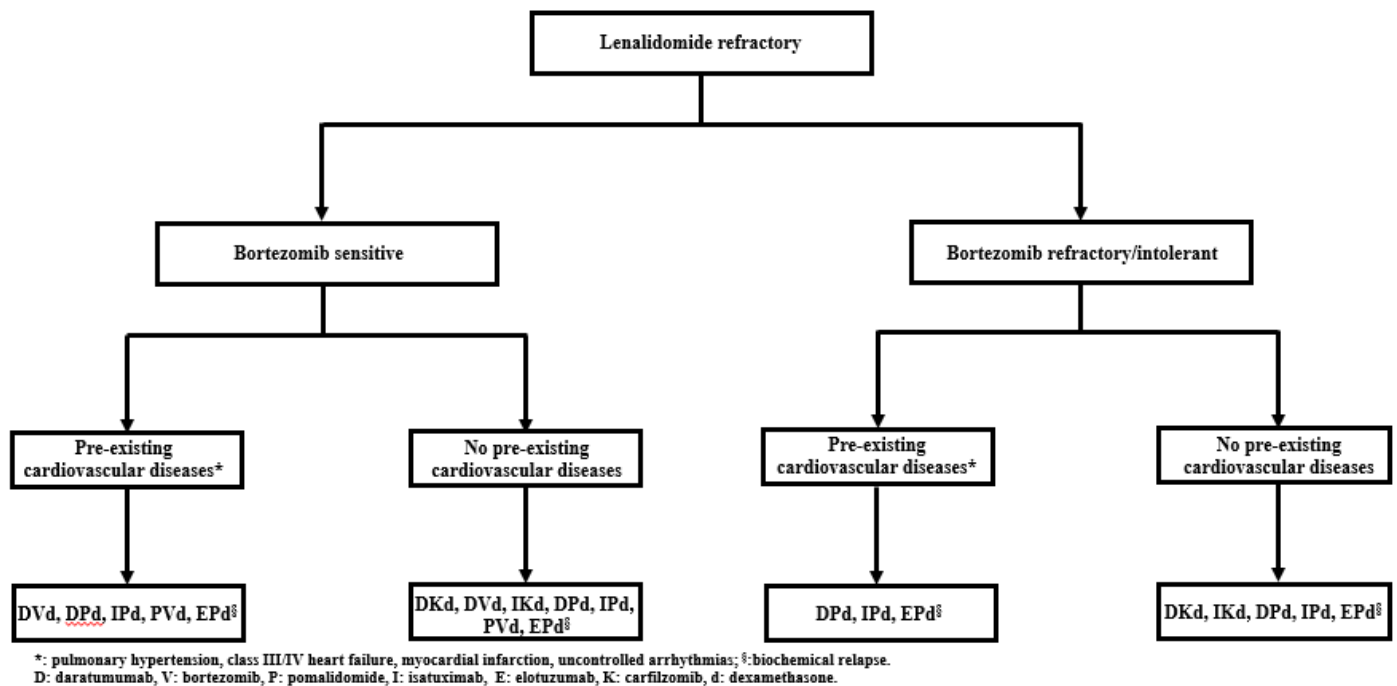 Lenalidomide refractory
Bortezomib sensitive
Bortezomib refractory/intolerant
Pre-existing
cardiovascular diseases*
No pre-existing
cardiovascular diseases
Pre-existing
cardiovascular diseases*
No pre-existing
cardiovascular diseases
DVd, DPd, IPd, PVd, EPd§
DKd, DVd, IKd, DPd, IPd,
PVd, EPd§
DPd, IPd, EPd§
DKd, IKd, DPd, IPd, EPd§
*: pulmonary hypertension, class III/IV heart failure, myocardial infarction, uncontrolled arrhythmias; §:biochemical relapse.
D: daratumumab, V: bortezomib, P: pomalidomide, I: isatuximab, E: elotuzumab, K: carfilzomib, d: dexamethasone.